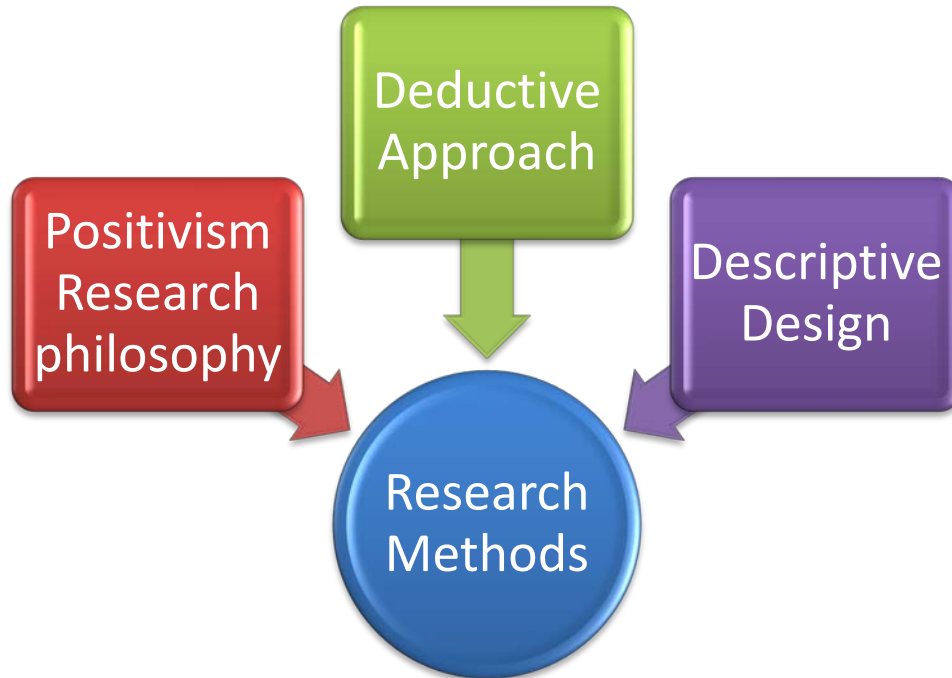 Deductive
Approach
Positivism
Research
philosophy
Descriptive
Design
Research
Methods